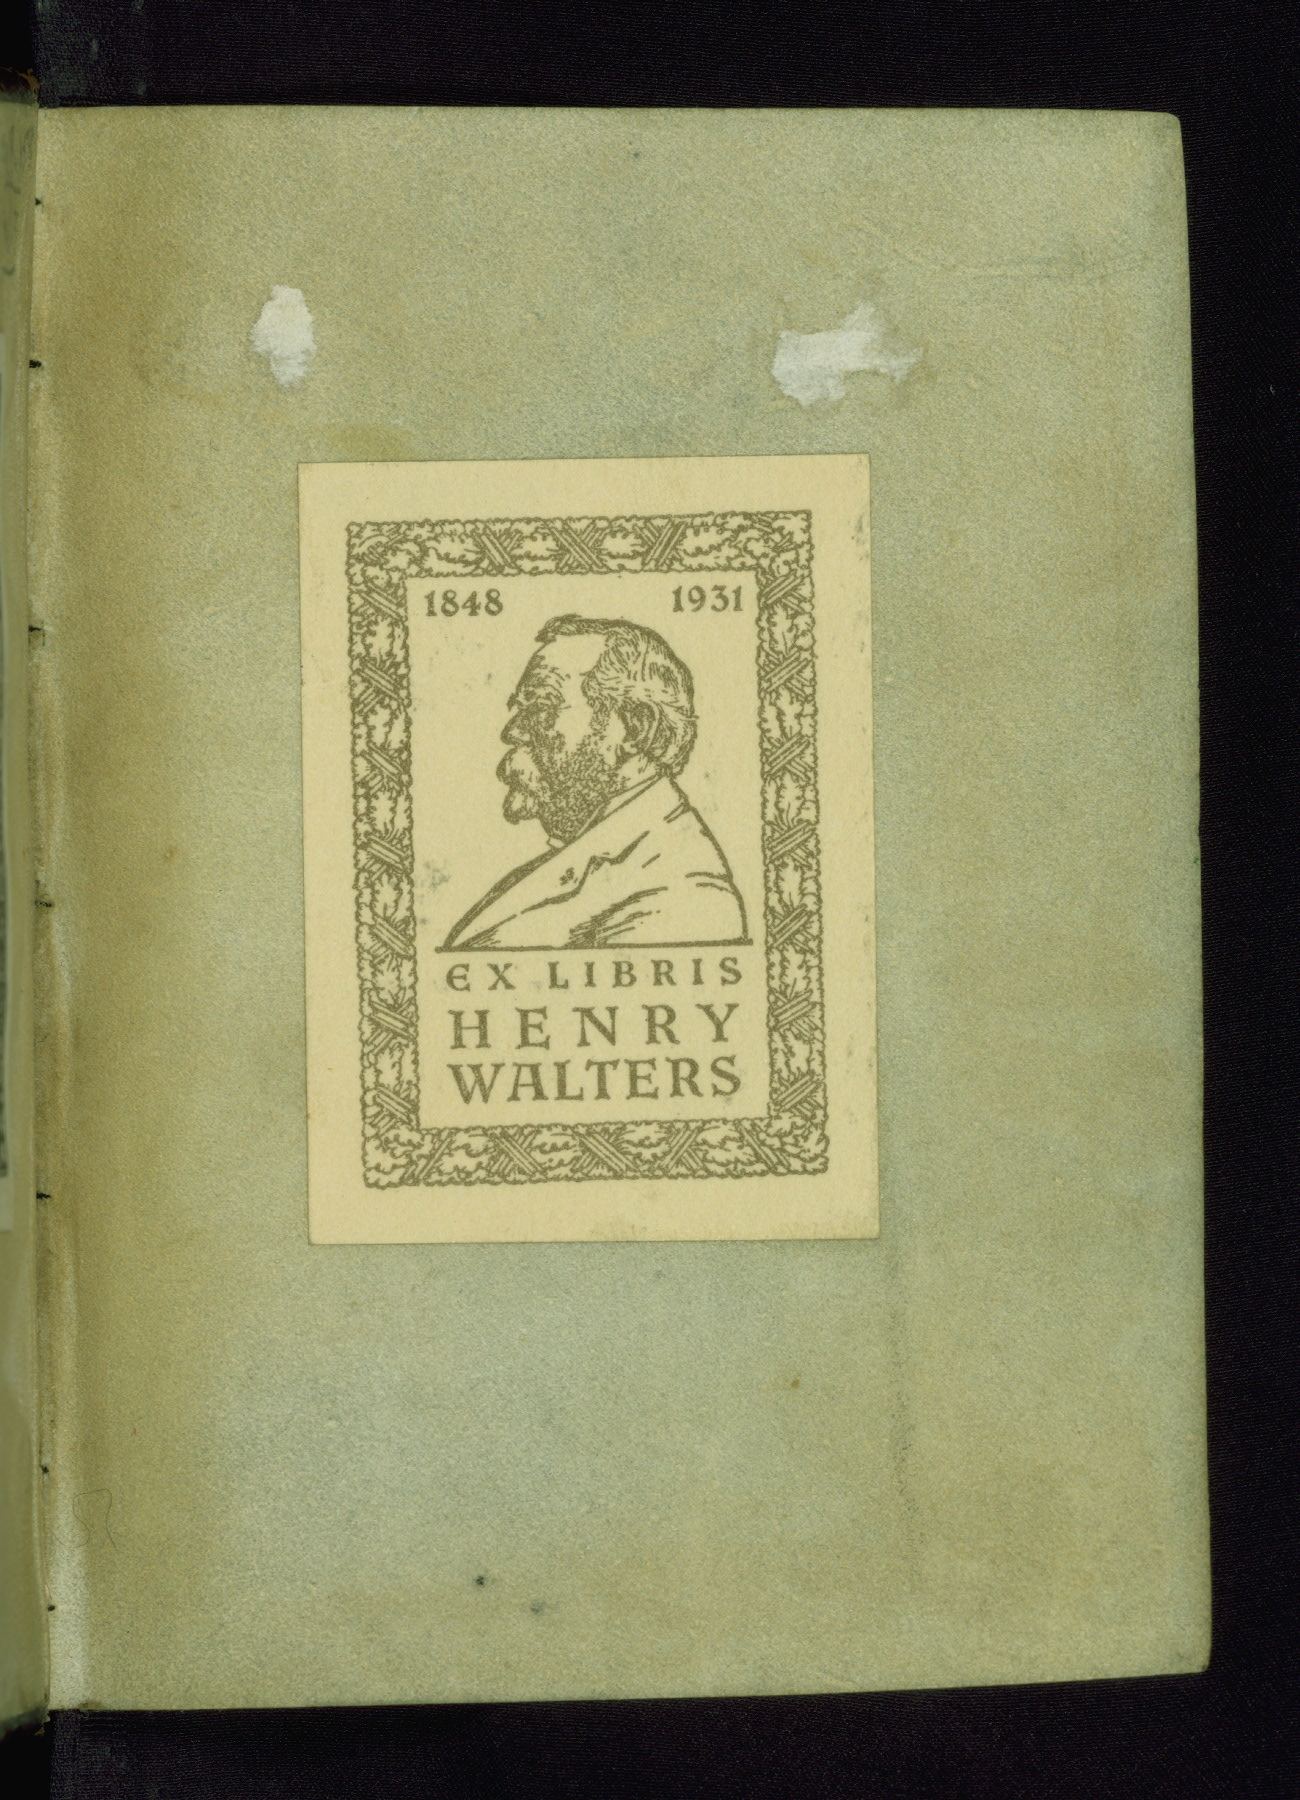 1848 1931
EX LIBRIS
HENRY
WALTERS